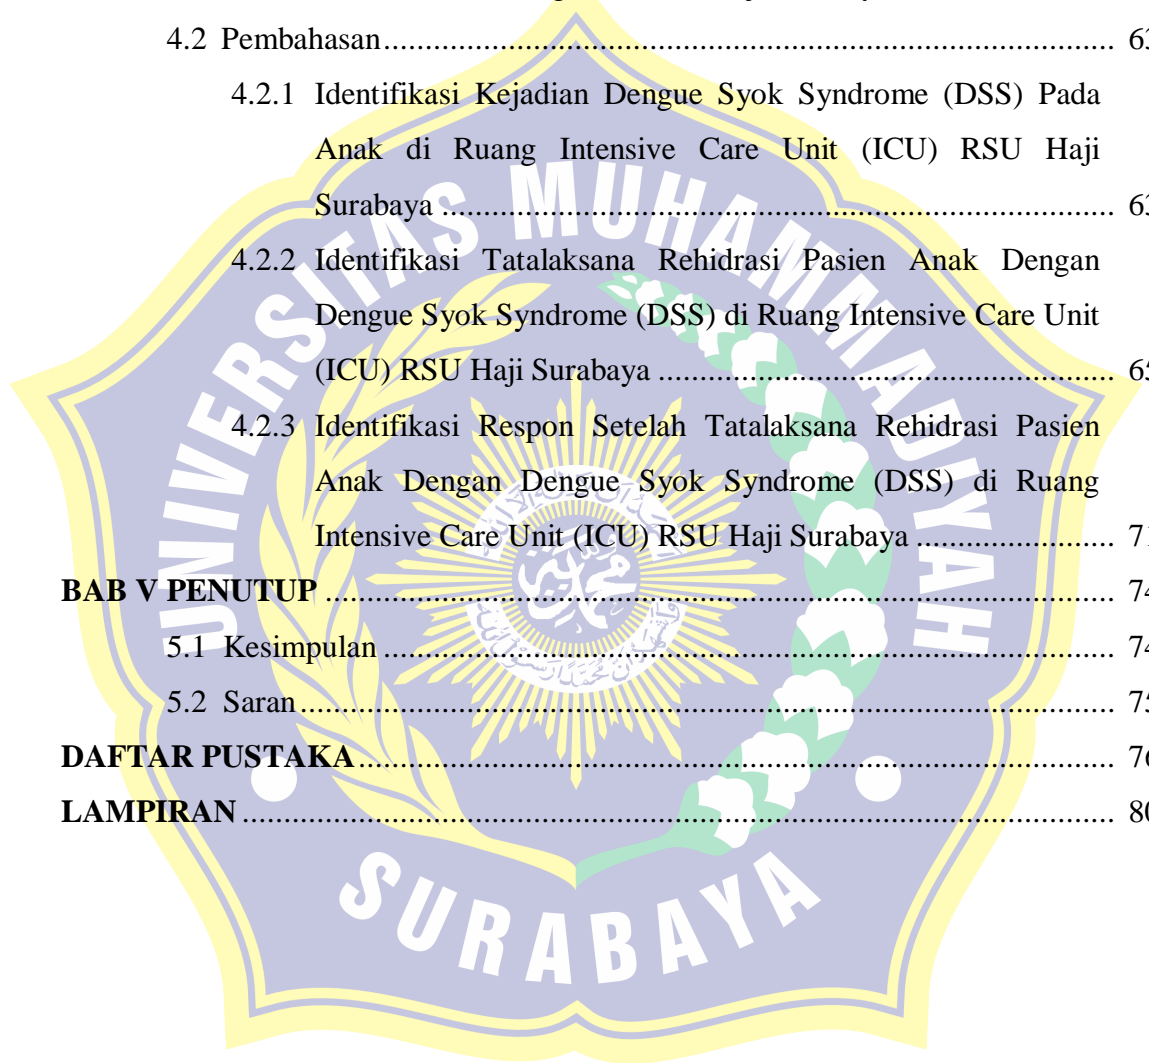 4.2 Pembahasan............................................................................ 63
4.2.1 Identifikasi Kejadian Dengue Syok Syndrome (DSS) Pada
Anak di Ruang Intensive Care Unit (ICU) RSU Haji
Surabaya ............................................................................ 63
4.2.2 Identifikasi Tatalaksana Rehidrasi Pasien Anak Dengan
Dengue Syok Syndrome (DSS) di Ruang Intensive Care Unit
(ICU) RSU Haji Surabaya .................................................. 65
4.2.3 Identifikasi Respon Setelah Tatalaksana Rehidrasi Pasien
Anak Dengan Dengue Syok Syndrome (DSS) di Ruang
Intensive Care Unit (ICU) RSU Haji Surabaya ...................... 71
BAB V PENUTUP ............................................................................ 74
5.1 Kesimpulan ............................................................................ 74
5.2 Saran ............................................................................ 75
DAFTAR PUSTAKA ............................................................................ 76
LAMPIRAN ............................................................................ 80
UNIVERSITAS MUHAMMADIYAH
SURABAYA